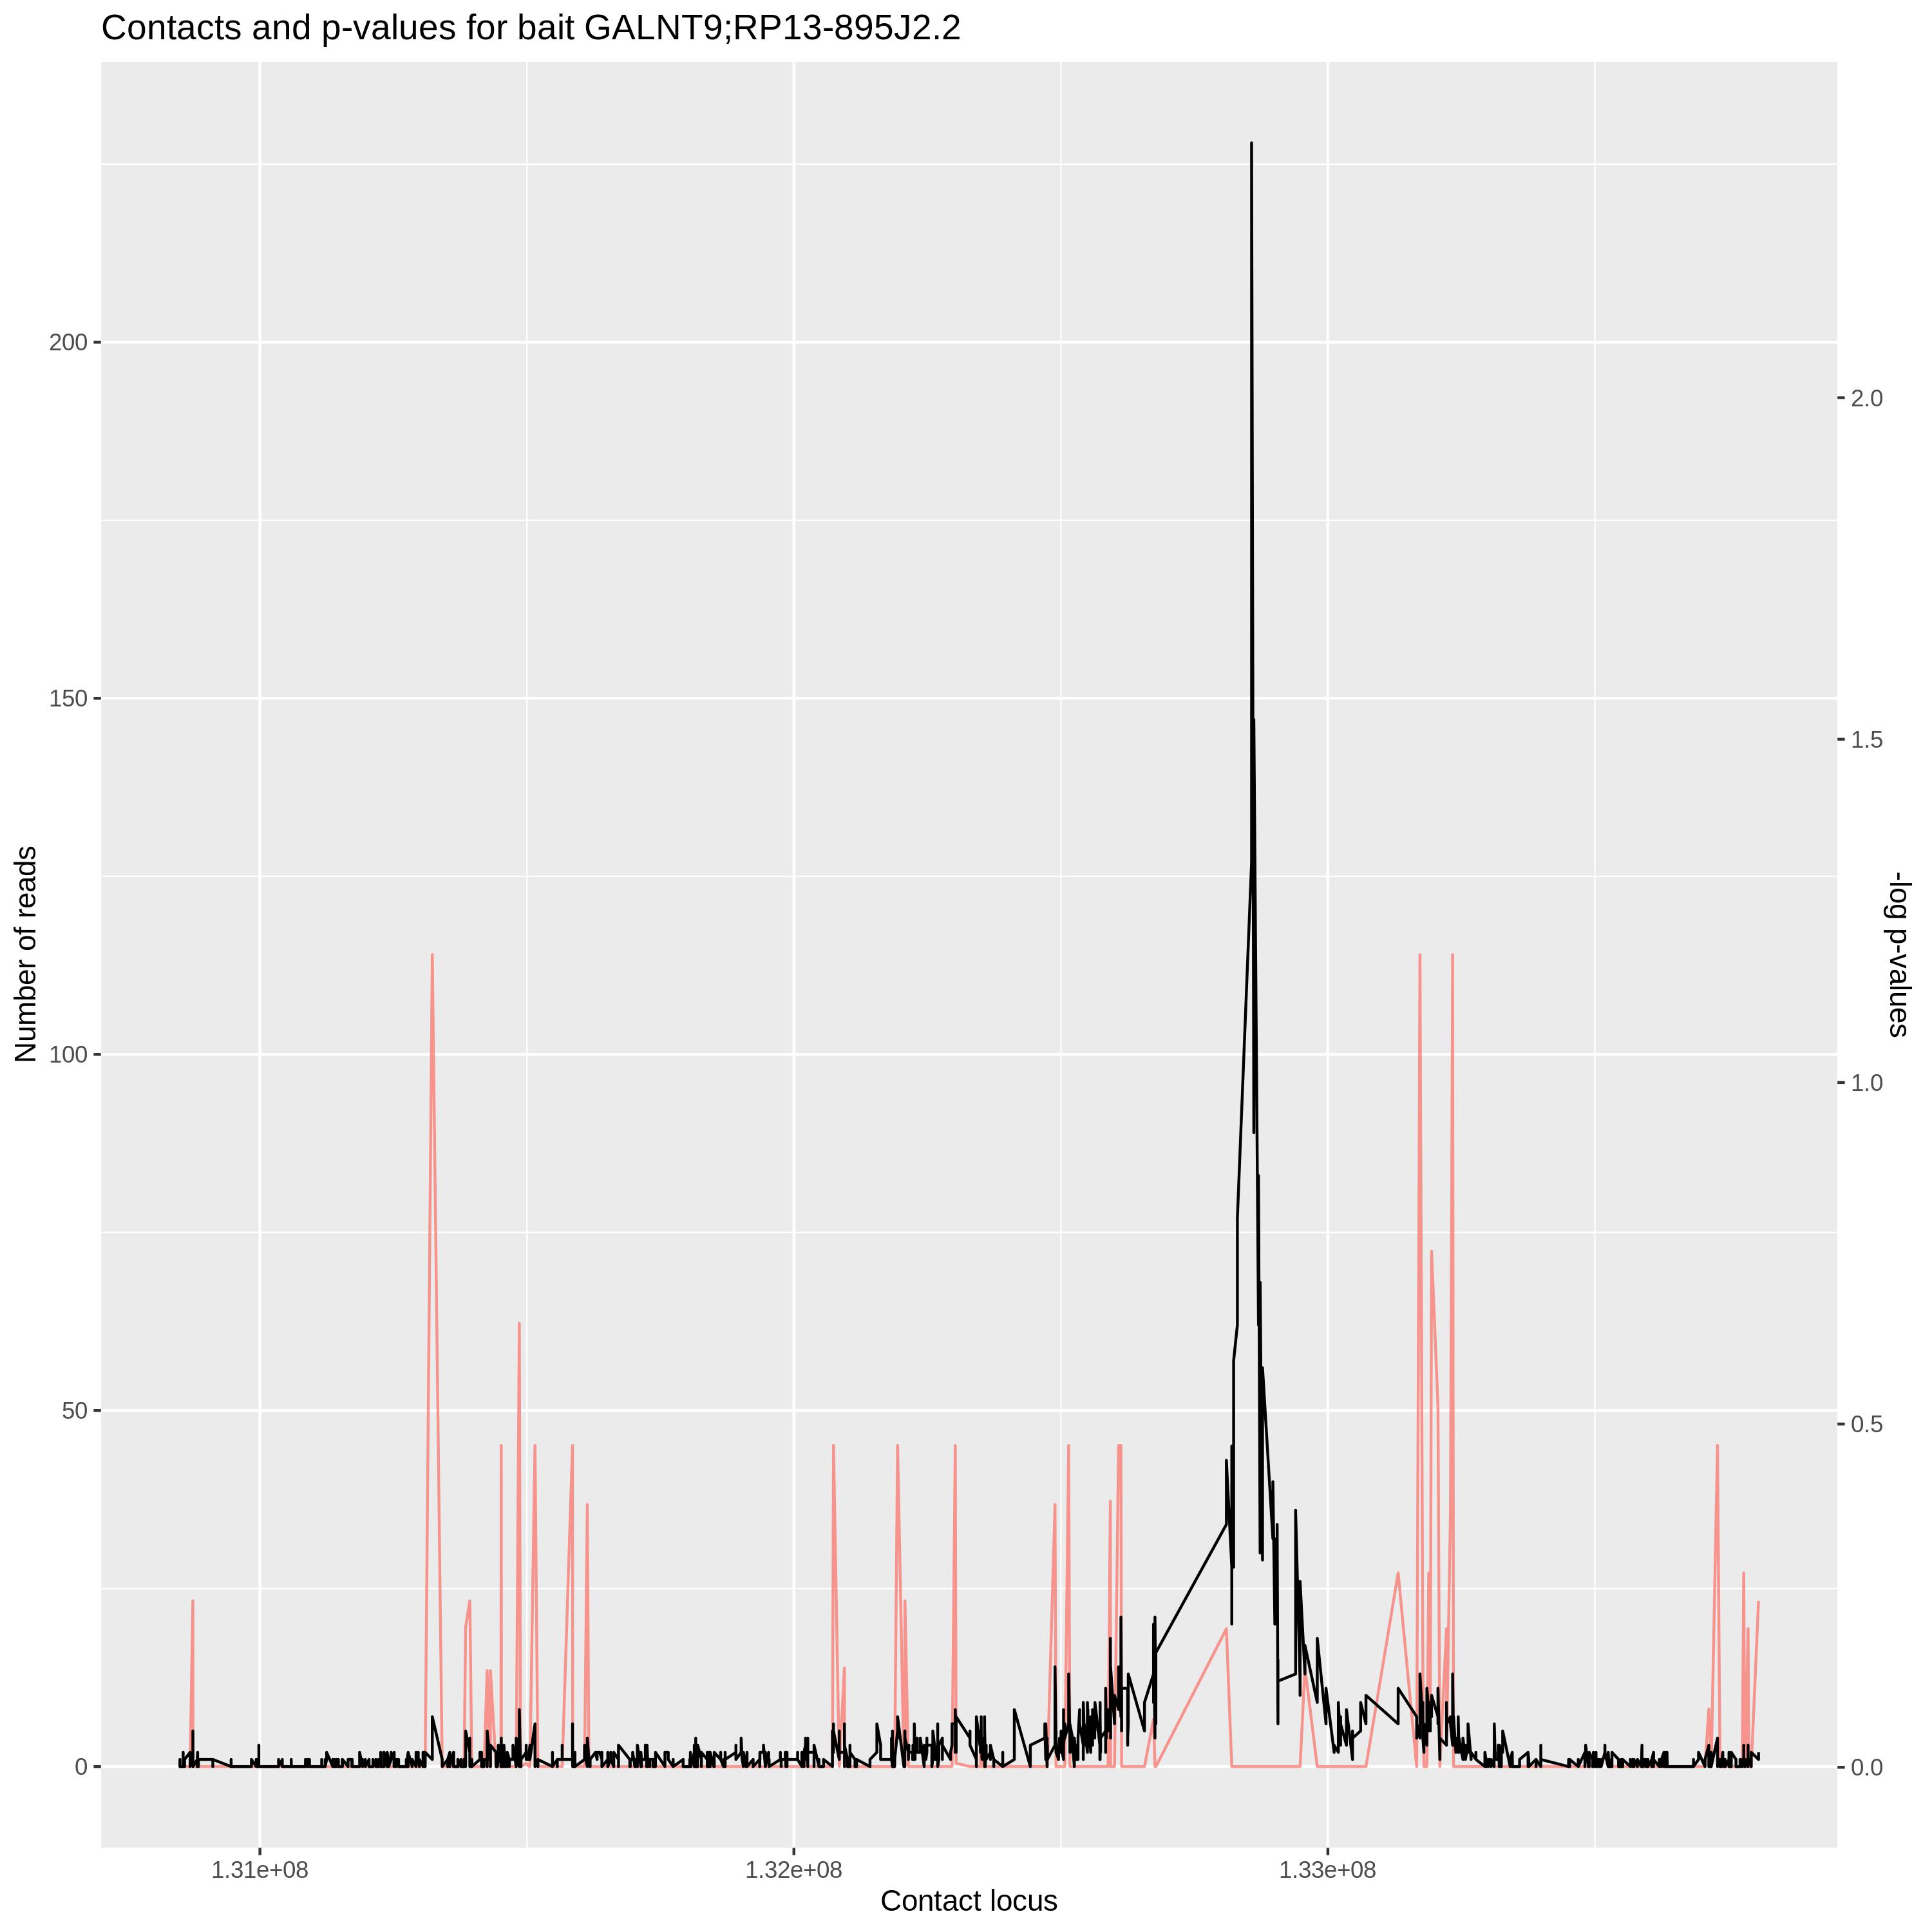 Contacts and p-values for bait GALNT9;RP13-895J2.2
Number of reads
200
150
100
50
0
2.0
1.5
1.0
0.5
0.0
-log p-values
1.31e+08
1.32e+08
1.33e+08
Contact locus